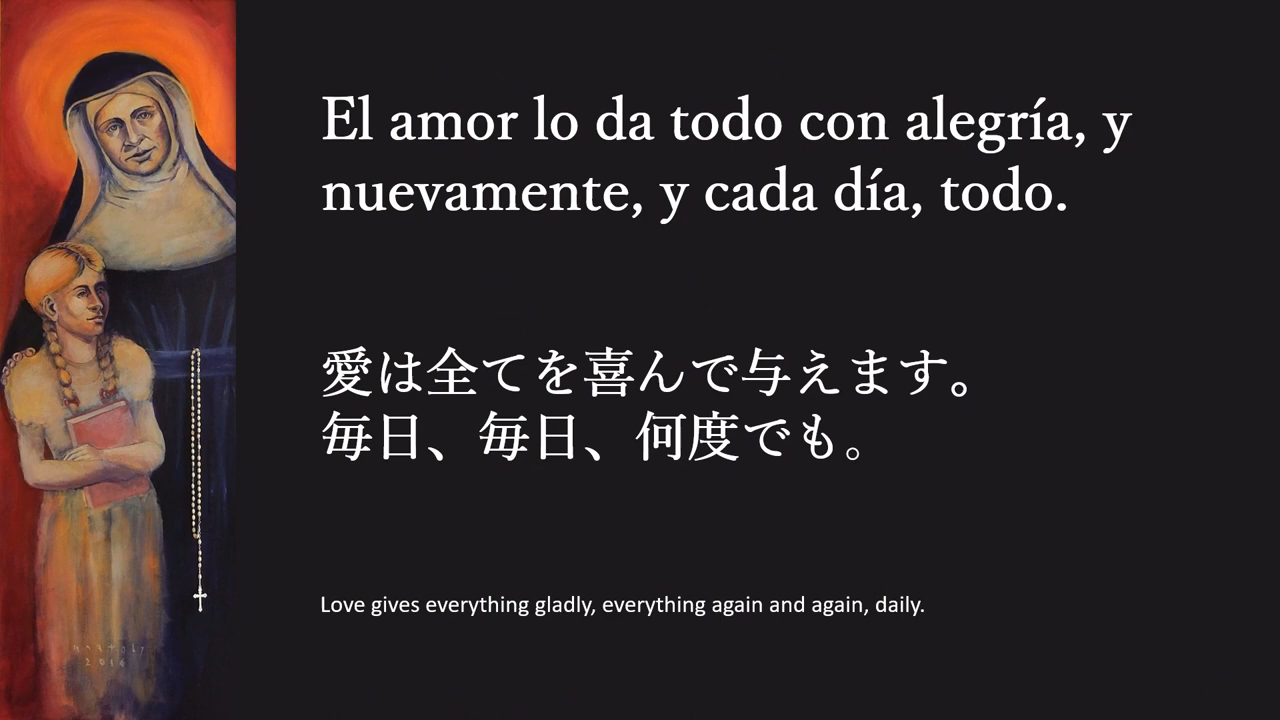 El amor lo da todo con alegría, y
nuevamente, y cada día, todo.
愛は全てを喜んで与えます。
毎日、毎日、何度でも。
Love gives everything gladly, everything again and again, daily.
2016